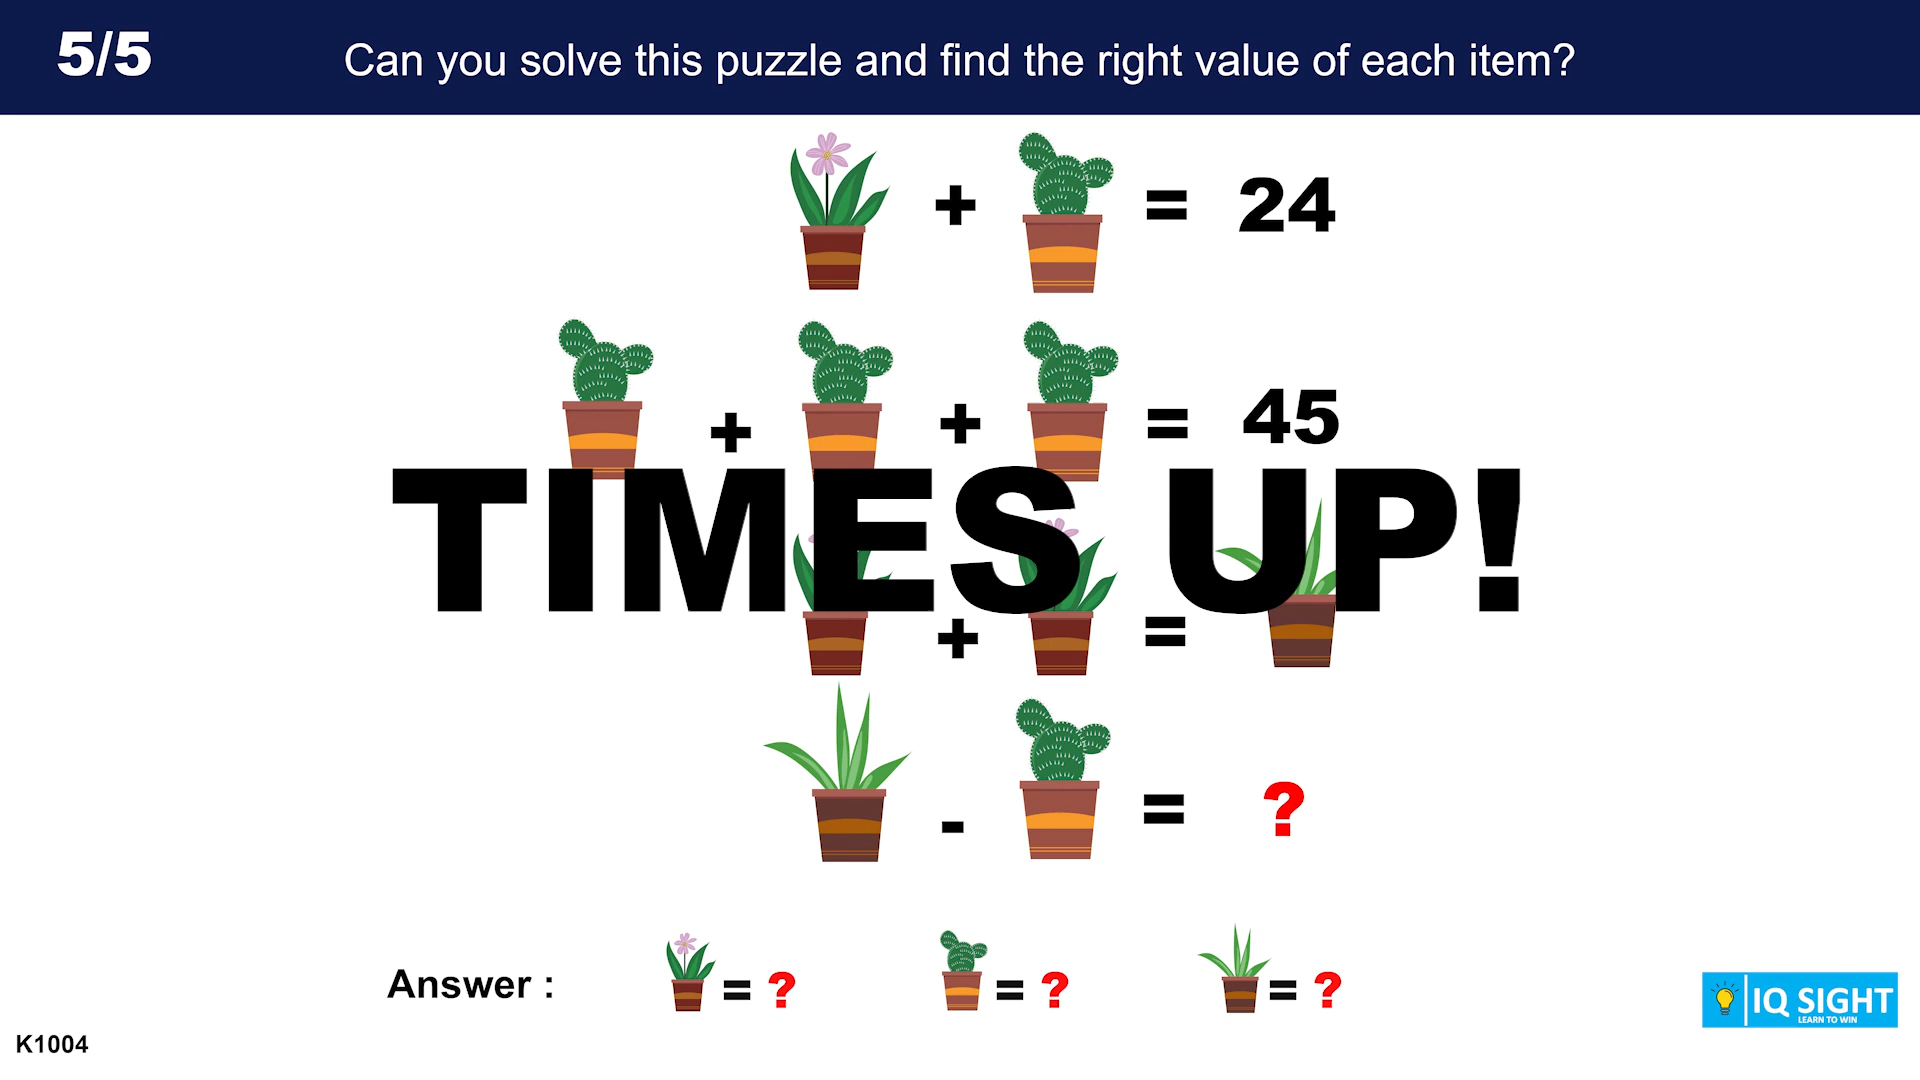 5/5
Can you solve this puzzle and find the right value of each item?
+ = 24
+ + = 45
TIMES UP!
+ =
- = ?
Answer : = ? = ? = ?
IQ SIGHT
LEARN TO WIN
K1004